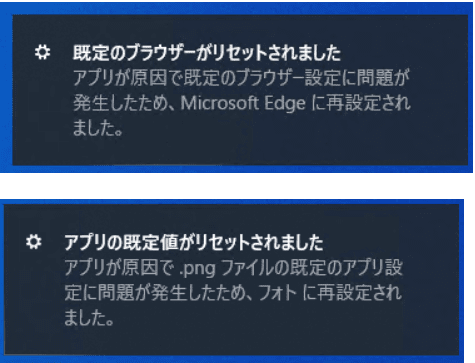 既定のブラウザーがリセットされました
アプリが原因で既定のブラウザー設定に問題が
発生したため、Microsoft Edge に再設定され
ました。
アプリの既定値がリセットされました
アプリが原因で .png ファイルの既定のアプリ設
定に問題が発生したため、フォト に再設定され
ました。